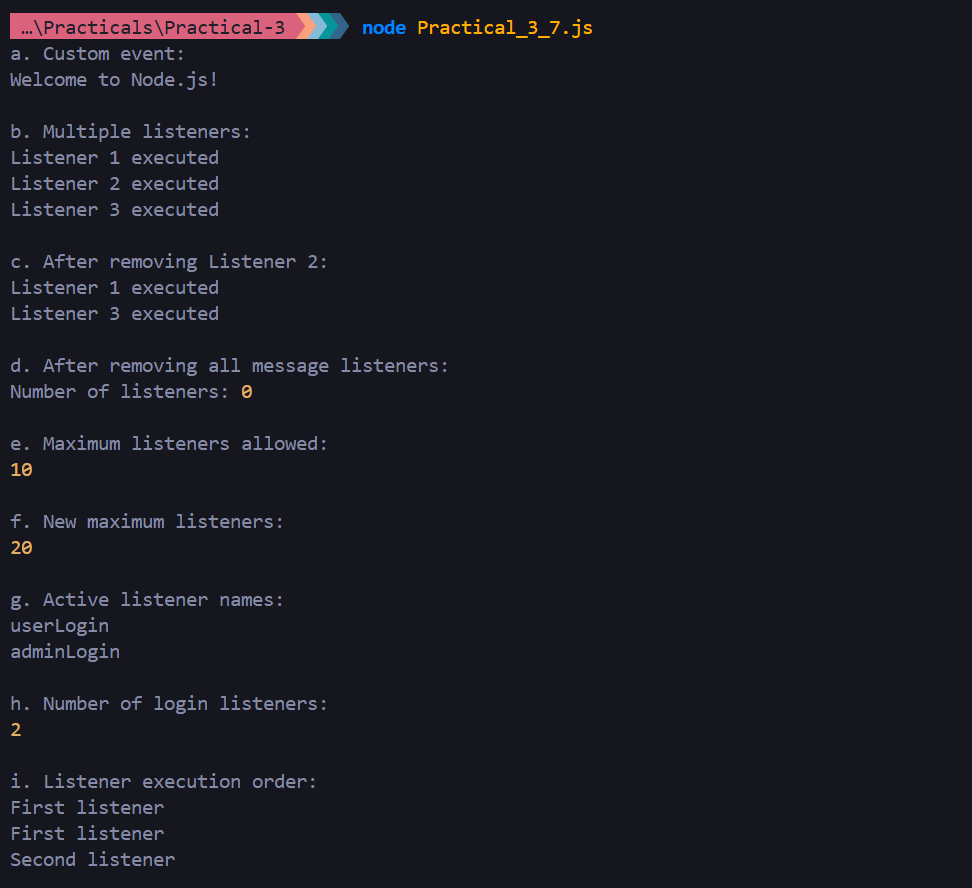 …\Practicals\Practical-3 node Practical_3_7.js
a. Custom event:
Welcome to Node.js!
b. Multiple listeners:
Listener 1 executed
Listener 2 executed
Listener 3 executed
c. After removing Listener 2:
Listener 1 executed
Listener 3 executed
d. After removing all message listeners:
Number of listeners: 0
e. Maximum listeners allowed:
10
f. New maximum listeners:
20
g. Active listener names:
userLogin
adminLogin
h. Number of login listeners:
2
i. Listener execution order:
First listener
First listener
Second listener